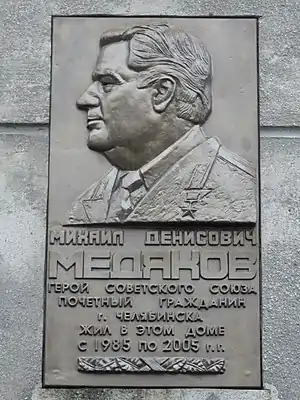 МИХАИЛ ДЕНИСОВИЧ
МЕДЯКОВ
ГЕРОЙ СОВЕТСКОГО СОЮЗА
ПОЧЕТНЫЙ ГРАЖДАНИН
г. ЧЕЛЯБИНСКА
ЖИЛ В ЭТОМ ДОМЕ
С 1985 ПО 2005 г.г.